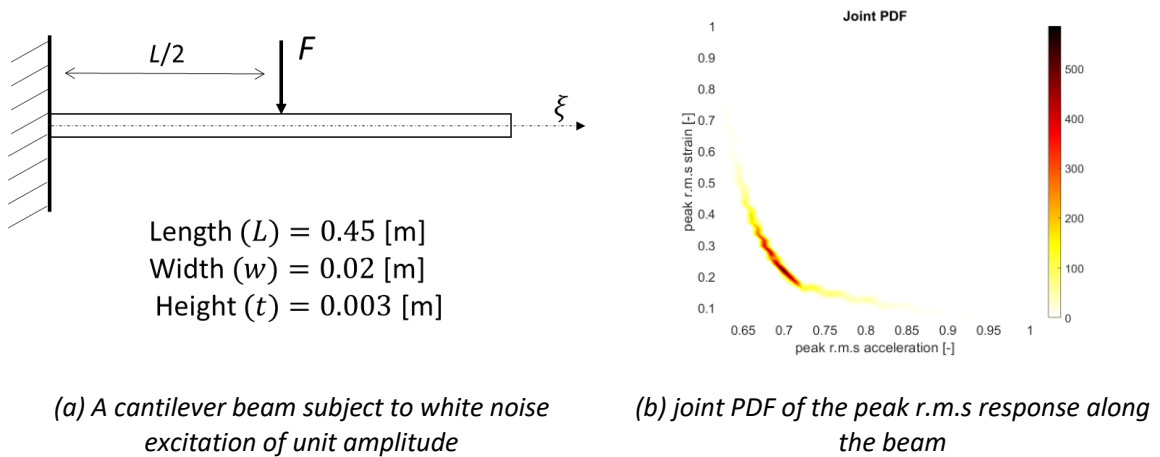 L/2
F
ξ
Length (L) = 0.45 [m]
Width (w) = 0.02 [m]
Height (t) = 0.003 [m]
(a) A cantilever beam subject to white noise
excitation of unit amplitude
Joint PDF
peak r.m.s strain [-]
1
0.9
0.8
0.7
0.6
0.5
0.4
0.3
0.2
0.1
0.65 0.7 0.75 0.8 0.85 0.9 0.95 1
peak r.m.s acceleration [-]
500
400
300
200
100
0
(b) joint PDF of the peak r.m.s response along
the beam